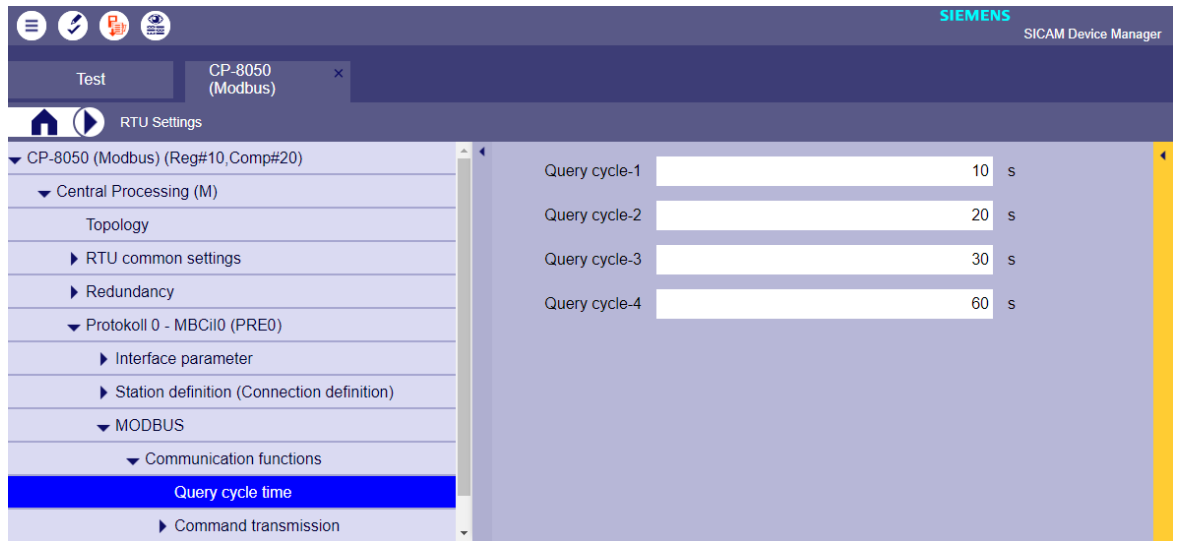 SIEMENS
SICAM Device Manager
Test
CP-8050
(Modbus)
×
RTU Settings
CP-8050 (Modbus) (Reg#10,Comp#20)
Central Processing (M)
Topology
RTU common settings
Redundancy
Protokoll 0 - MBCiI0 (PRE0)
Interface parameter
Station definition (Connection definition)
MODBUS
Communication functions
Query cycle time
Command transmission
Query cycle-1 10 s
Query cycle-2 20 s
Query cycle-3 30 s
Query cycle-4 60 s